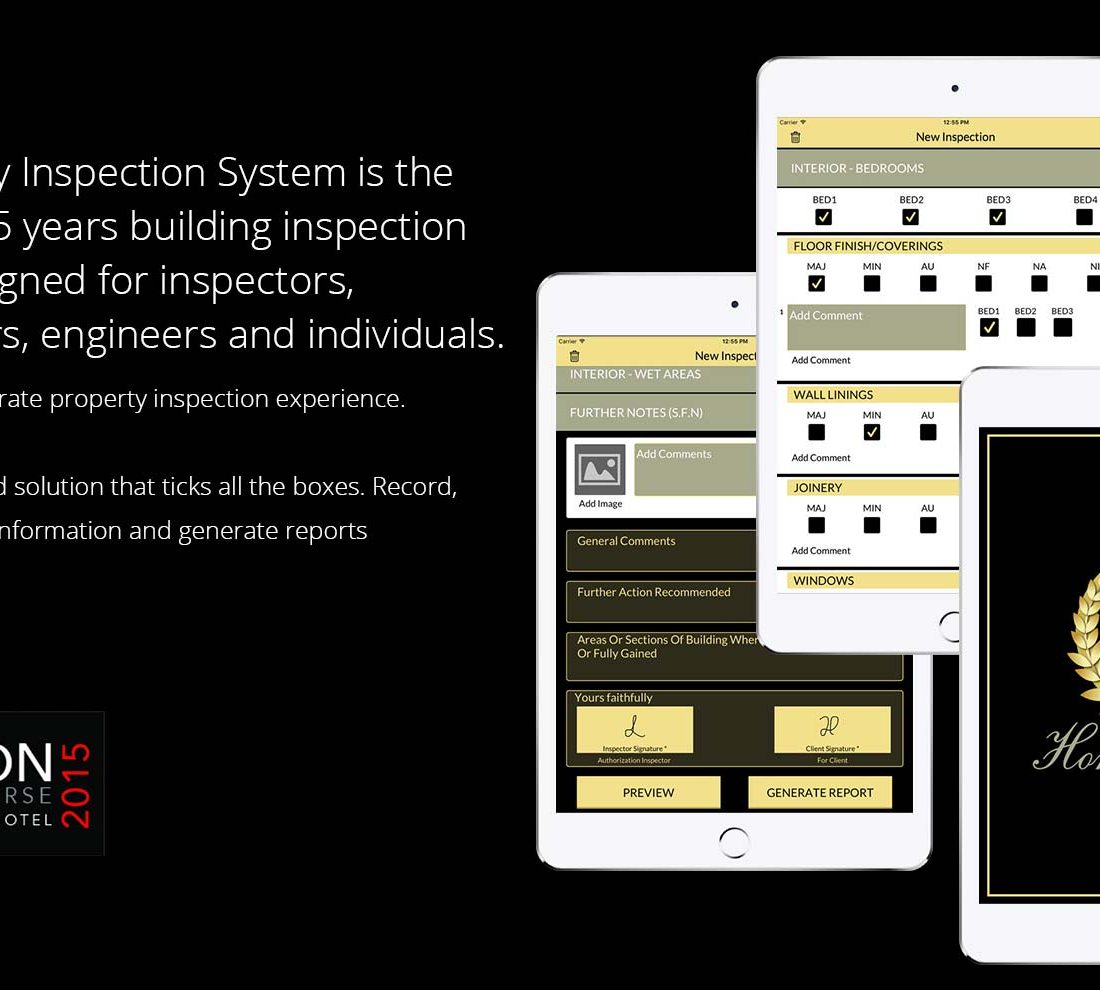 y Inspection System is the
5 years building inspection
gned for inspectors,
rs, engineers and individuals.
rate property inspection experience.
d solution that ticks all the boxes. Record,
nformation and generate reports
ON
RSE
OTEL
2015
Carrier 12:55 PM
New Inspect
INTERIOR - WET AREAS
FURTHER NOTES (S.F.N)
Add Comments
Add Image
General Comments
Further Action Recommended
Areas Or Sections Of Building Wher
Or Fully Gained
Yours faithfully
Inspector Signature * Client Signature *
Authorization Inspector For Client
PREVIEW GENERATE REPORT
Carrier 12:55 PM
New Inspection
INTERIOR - BEDROOMS
BED1 BED2 BED3 BED4
FLOOR FINISH/COVERINGS
MAJ MIN AU NF NA NI
1 Add Comment BED1 BED2 BED3
Add Comment
WALL LININGS
MAJ MIN AU
Add Comment
JOINERY
MAJ MIN AU
Add Comment
WINDOWS
Hor